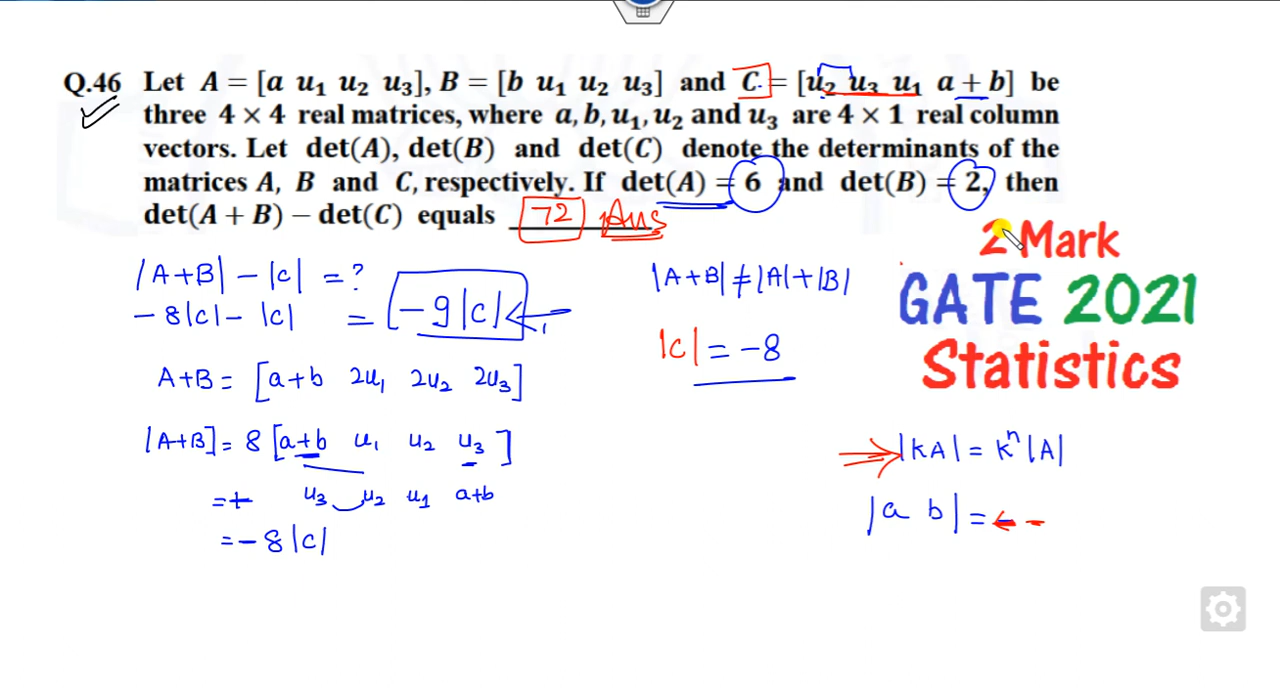 Q.46 Let A = [a u₁ u₂ u₃], B = [b u₁ u₂ u₃] and C = [u₂ u₃ u₁ a + b] be
three 4 × 4 real matrices, where a, b, u₁, u₂ and u₃ are 4 × 1 real column
vectors. Let det(A), det(B) and det(C) denote the determinants of the
matrices A, B and C, respectively. If det(A) = 6 and det(B) = 2, then
det(A + B) − det(C) equals 72 Ans
2 Mark
GATE 2021
Statistics
|A+B| − |C| = ?
− 8|C| − |C| = −9|C|
A+B = [a+b 2u₁ 2u₂ 2u₃]
|A+B| = 8 [a+b u₁ u₂ u₃]
= + u₃ u₂ u₁ a+b
= −8|C|
|A+B| ≠ |A|+|B|
|C| = −8
|KA| = Kⁿ|A|
|a b| = ← -